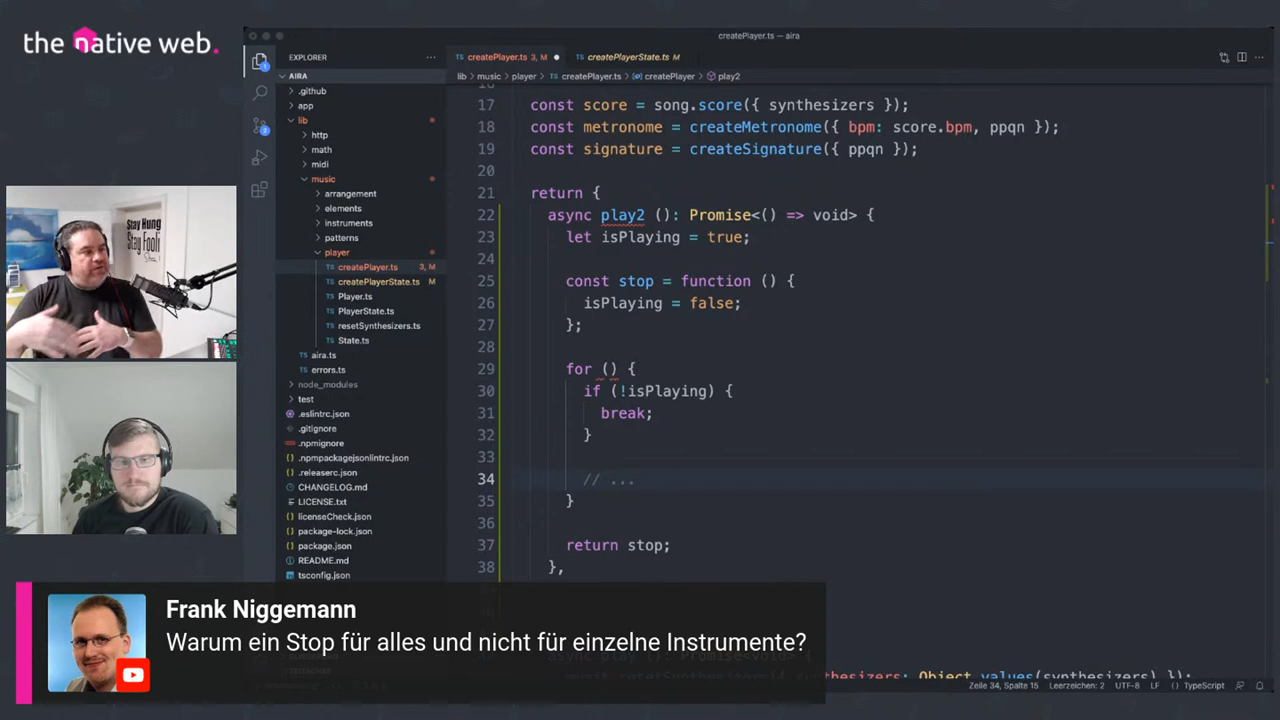 the native web.
createPlayer.ts — aira
EXPLORER
createPlayer.ts 3, M
createPlayerState.ts M
AIRA
lib > music > player > createPlayer.ts > createPlayer > play2
.github
app
lib
http
math
midi
music
arrangement
elements
instruments
patterns
player
createPlayer.ts 3, M
createPlayerState.ts M
Player.ts
PlayerState.ts
resetSynthesizers.ts
State.ts
aira.ts
errors.ts
node_modules
test
.eslintrc.json
.gitignore
.npmignore
.npmpackagejsonlintrc.json
.releaserc.json
CHANGELOG.md
LICENSE.txt
licenseCheck.json
package-lock.json
package.json
README.md
tsconfig.json
17 const score = song.score({ synthesizers });
18 const metronome = createMetronome({ bpm: score.bpm, ppqn });
19 const signature = createSignature({ ppqn });
20
21 return {
22 async play2 (): Promise<() => void> {
23 let isPlaying = true;
24
25 const stop = function () {
26 isPlaying = false;
27 };
28
29 for () {
30 if (!isPlaying) {
31 break;
32 }
33
34 // ...
35 }
36
37 return stop;
38 },
Stay Hung
Stay Fooli
Frank Niggemann
Warum ein Stop für alles und nicht für einzelne Instrumente?
Zeile 34, Spalte 15 Leerzeichen: 2 UTF-8 LF TypeScript